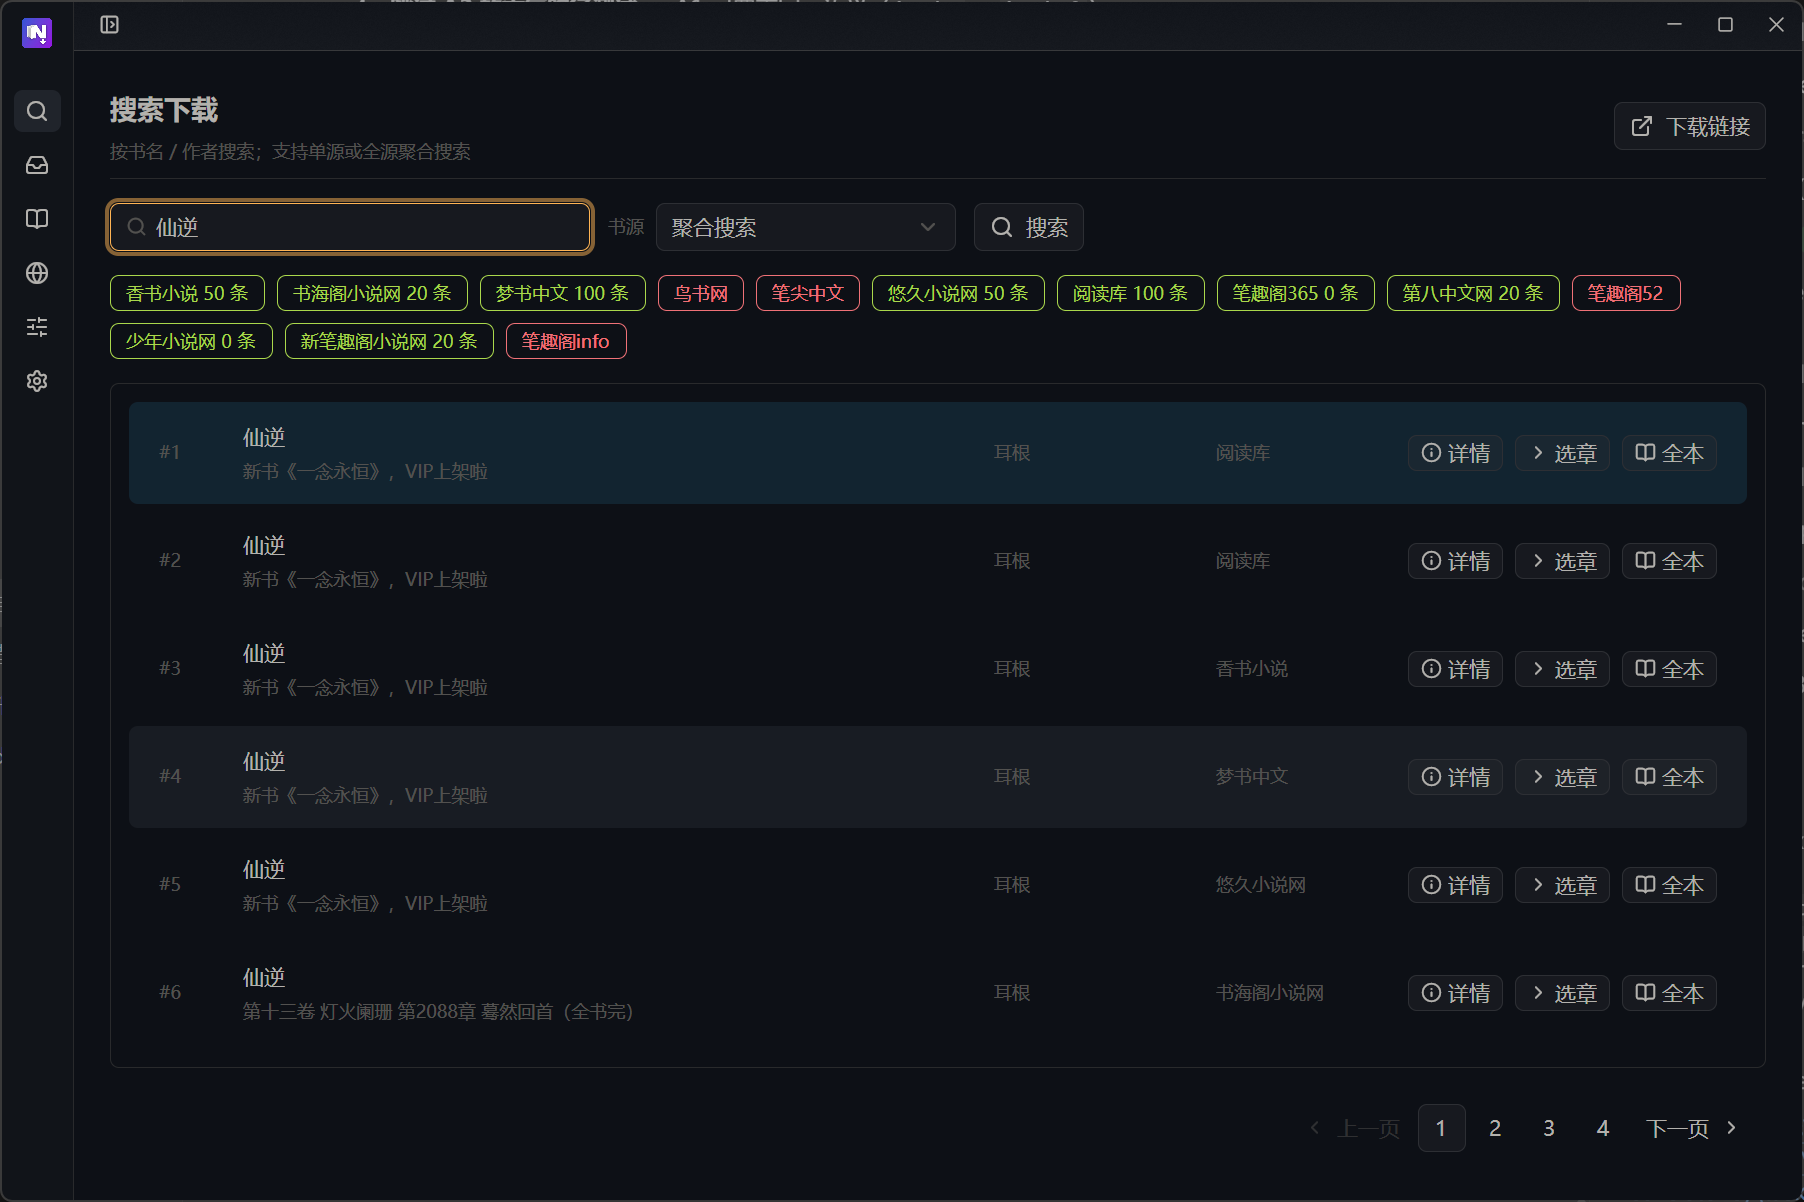 搜索下载
按书名 / 作者搜索；支持单源或全源聚合搜索
下载链接
仙逆
书源
聚合搜索
搜索
香书小说 50 条
书海阁小说网 20 条
梦书中文 100 条
鸟书网
笔尖中文
悠久小说网 50 条
阅读库 100 条
笔趣阁365 0 条
第八中文网 20 条
笔趣阁52
少年小说网 0 条
新笔趣阁小说网 20 条
笔趣阁info
#1
仙逆
新书《一念永恒》，VIP上架啦
耳根
阅读库
详情
选章
全本
#2
仙逆
新书《一念永恒》，VIP上架啦
耳根
阅读库
详情
选章
全本
#3
仙逆
新书《一念永恒》，VIP上架啦
耳根
香书小说
详情
选章
全本
#4
仙逆
新书《一念永恒》，VIP上架啦
耳根
梦书中文
详情
选章
全本
#5
仙逆
新书《一念永恒》，VIP上架啦
耳根
悠久小说网
详情
选章
全本
#6
仙逆
第十三卷 灯火阑珊 第2088章 蓦然回首（全书完）
耳根
书海阁小说网
详情
选章
全本
上一页
1
2
3
4
下一页